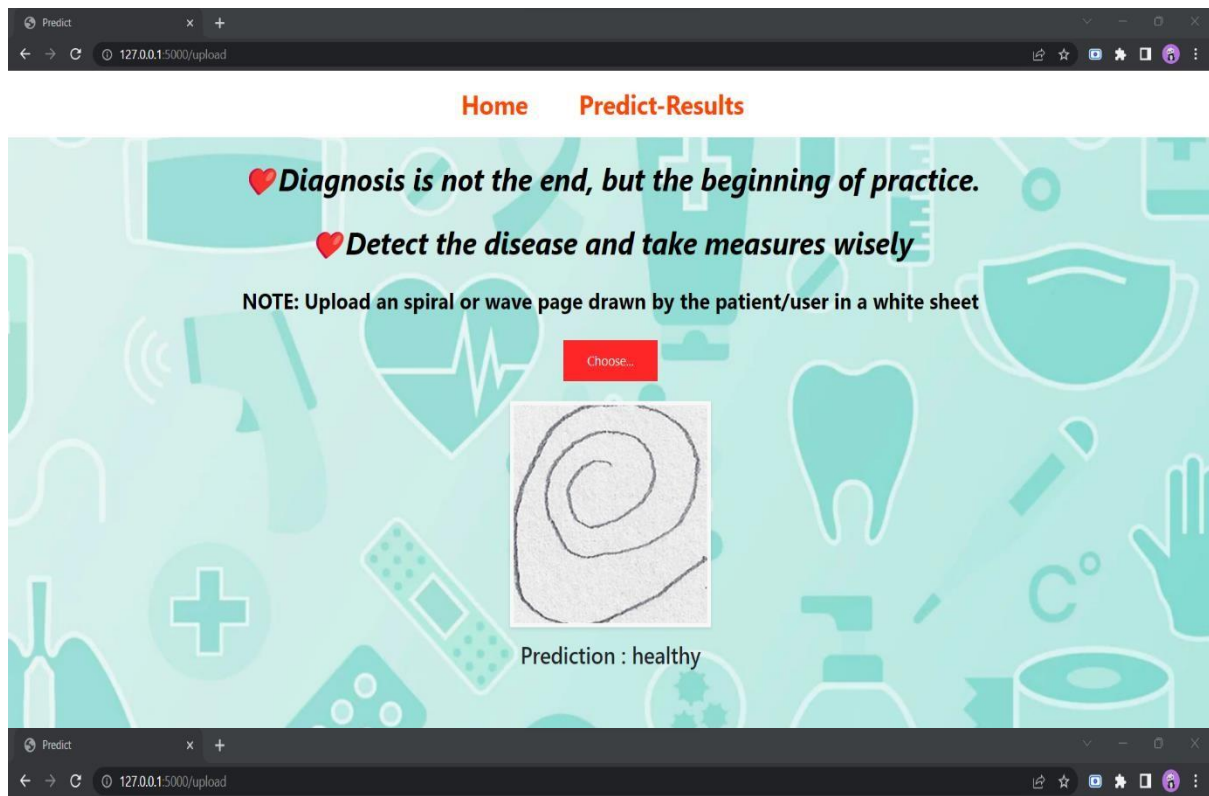 Predict
127.0.0.1:5000/upload
Home Predict-Results
Diagnosis is not the end, but the beginning of practice.
Detect the disease and take measures wisely
NOTE: Upload an spiral or wave page drawn by the patient/user in a white sheet
Choose...
Prediction : healthy
C°
Predict
127.0.0.1:5000/upload